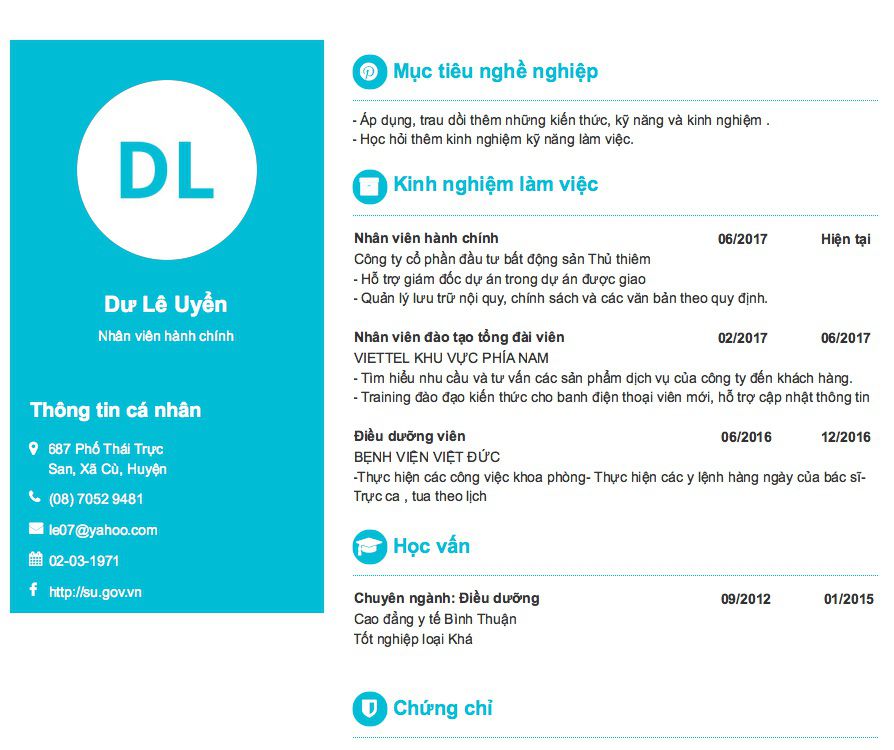 DL
Dư Lê Uyển
Nhân viên hành chính
Thông tin cá nhân
687 Phố Thái Trực
San, Xã Cù, Huyện
(08) 7052 9481
le07@yahoo.com
02-03-1971
http://su.gov.vn
Mục tiêu nghề nghiệp
- Áp dụng, trau dồi thêm những kiến thức, kỹ năng và kinh nghiệm .
- Học hỏi thêm kinh nghiệm kỹ năng làm việc.
Kinh nghiệm làm việc
Nhân viên hành chính 06/2017 Hiện tại
Công ty cổ phần đầu tư bất động sản Thủ thiêm
- Hỗ trợ giám đốc dự án trong dự án được giao
- Quản lý lưu trữ nội quy, chính sách và các văn bản theo quy định.
Nhân viên đào tạo tổng đài viên 02/2017 06/2017
VIETTEL KHU VỰC PHÍA NAM
- Tìm hiểu nhu cầu và tư vấn các sản phẩm dịch vụ của công ty đến khách hàng.
- Training đào đạo kiến thức cho banh điện thoại viên mới, hỗ trợ cập nhật thông tin
Điều dưỡng viên 06/2016 12/2016
BỆNH VIỆN VIỆT ĐỨC
-Thực hiện các công việc khoa phòng- Thực hiện các y lệnh hàng ngày của bác sĩ-
Trực ca , tua theo lịch
Học vấn
Chuyên ngành: Điều dưỡng 09/2012 01/2015
Cao đẳng y tế Bình Thuận
Tốt nghiệp loại Khá
Chứng chỉ